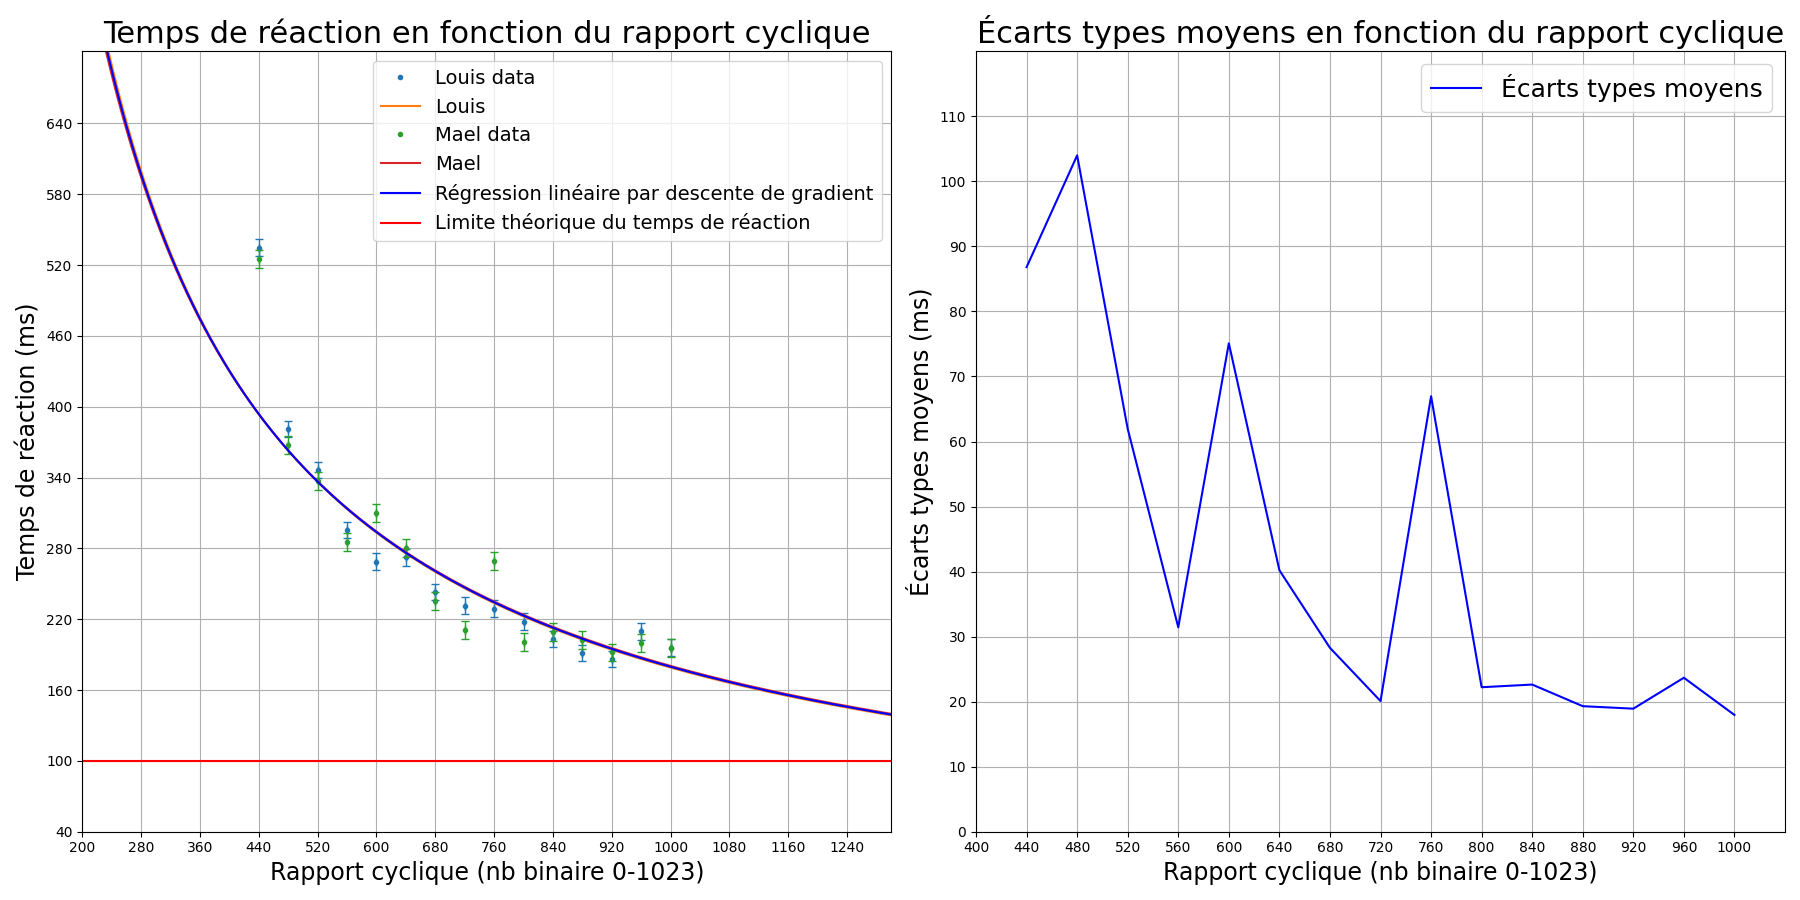 Temps de réaction en fonction du rapport cyclique
Louis data
Louis
Mael data
Mael
Régression linéaire par descente de gradient
Limite théorique du temps de réaction
Temps de réaction (ms)
640
580
520
460
400
340
280
220
160
100
40
200 280 360 440 520 600 680 760 840 920 1000 1080 1160 1240
Rapport cyclique (nb binaire 0-1023)
Écarts types moyens en fonction du rapport cyclique
Écarts types moyens
Écarts types moyens (ms)
110
100
90
80
70
60
50
40
30
20
10
0
400 440 480 520 560 600 640 680 720 760 800 840 880 920 960 1000
Rapport cyclique (nb binaire 0-1023)